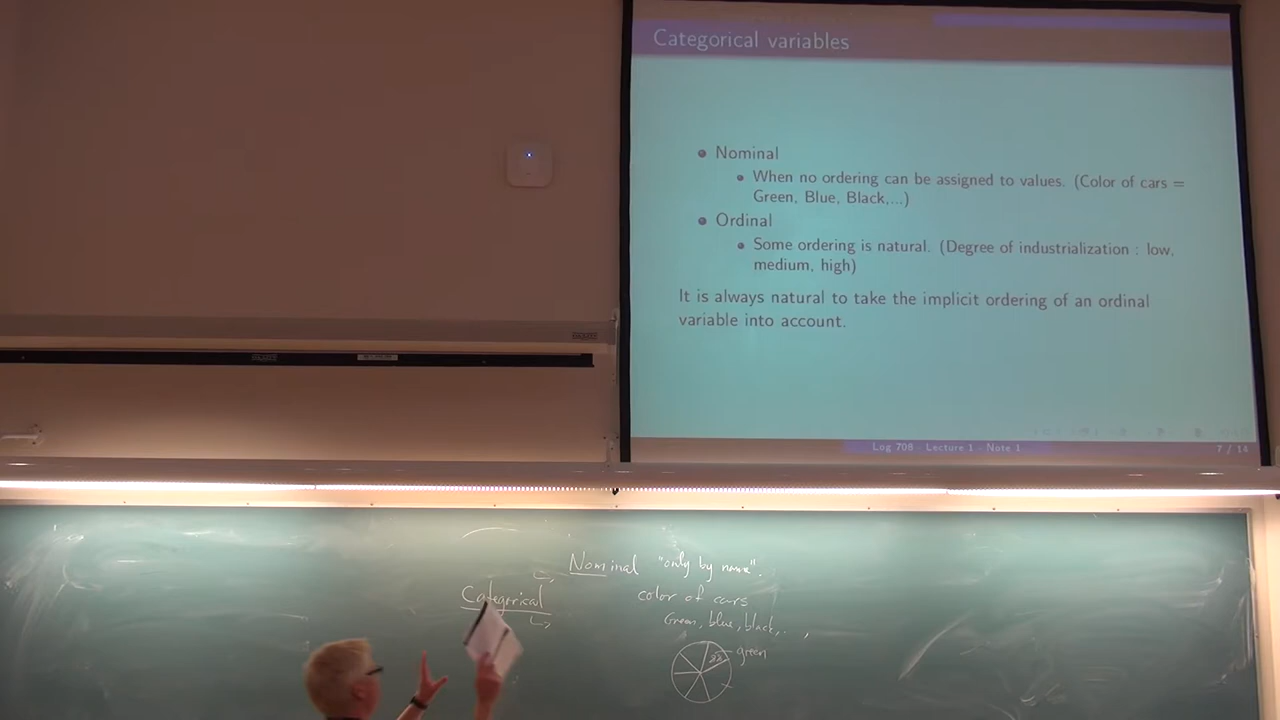 Categorical variables
Nominal
When no ordering can be assigned to values. (Color of cars =
Green, Blue, Black,...)
Ordinal
Some ordering is natural. (Degree of industrialization : low,
medium, high)
It is always natural to take the implicit ordering of an ordinal
variable into account.
Log 708 - Lecture 1 - Note 1
7 / 14
Nominal "only by name".
Categorical
color of cars
Green, blue, black, . . ,
green